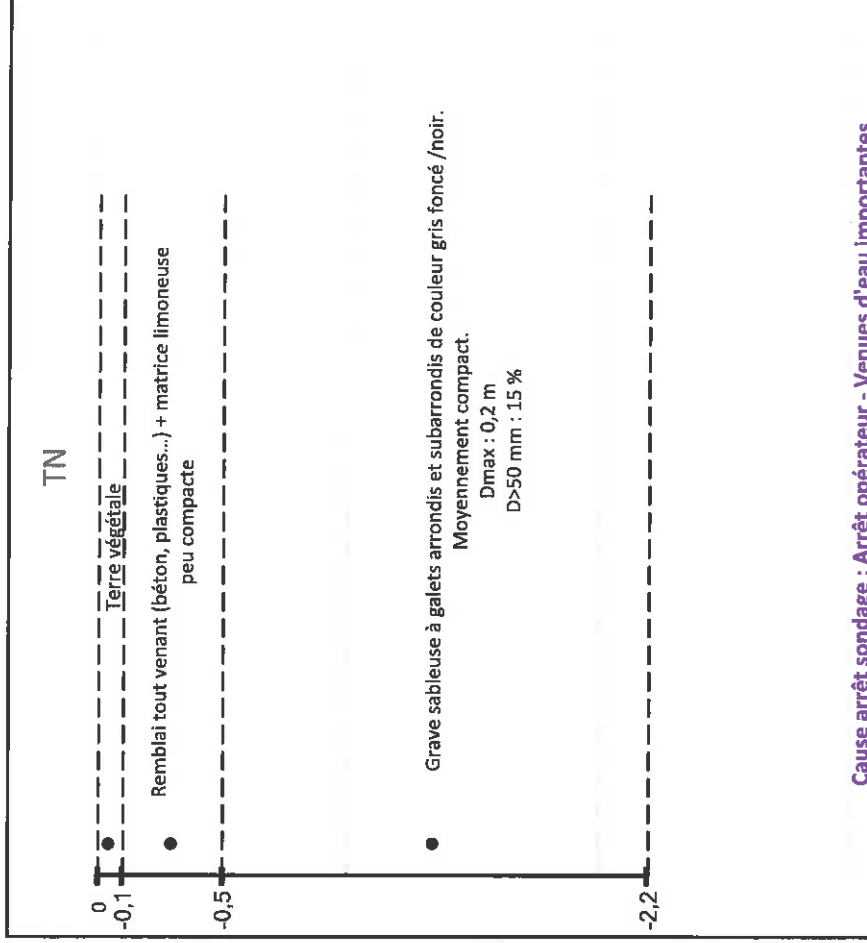 TN
0
Terre végétale
-0,1
Remblai tout venant (béton, plastiques...) + matrice limoneuse
peu compacte
-0,5
Grave sableuse à galets arrondis et subarrondis de couleur gris foncé /noir.
Moyennement compact.
Dmax : 0,2 m
D>50 mm : 15 %
-2,2
Cause arrêt sondage : Arrêt opérateur - Venues d'eau importantes